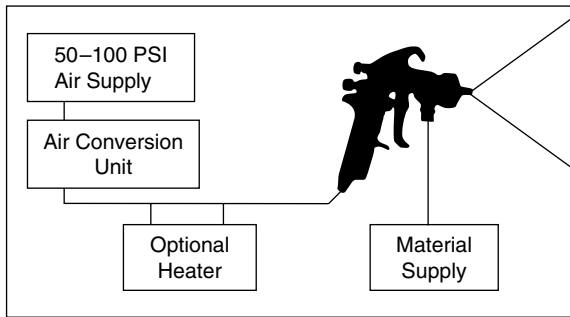 50–100 PSI
Air Supply
Air Conversion
Unit
Optional
Heater
Material
Supply